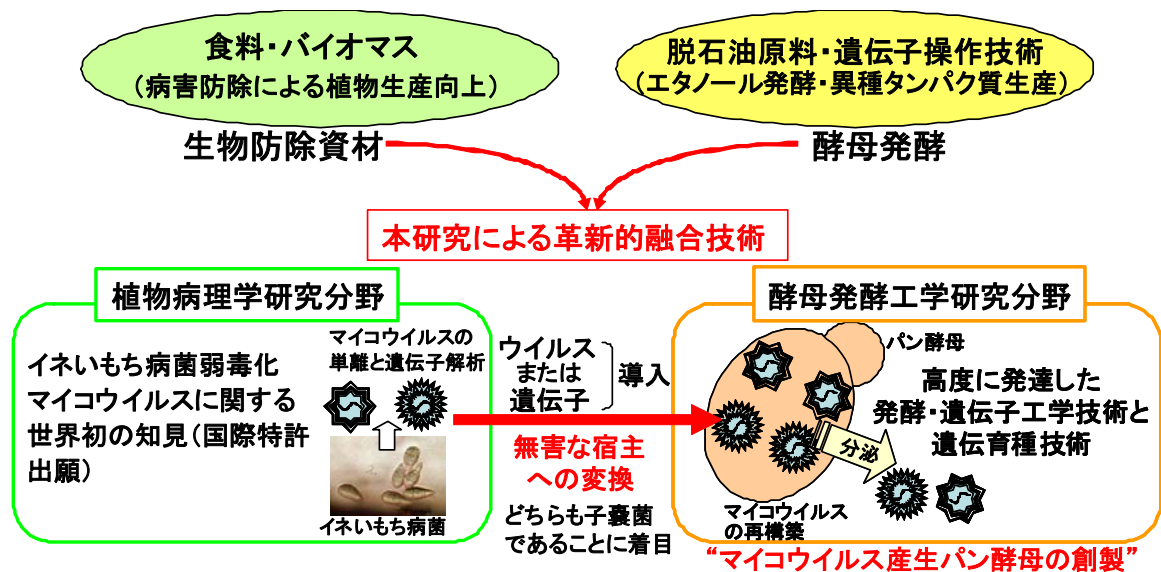 食料・バイオマス
（病害防除による植物生産向上）
脱石油原料・遺伝子操作技術
（エタノール発酵・異種タンパク質生産）
生物防除資材
酵母発酵
本研究による革新的融合技術
植物病理学研究分野
イネいもち病菌弱毒化
マイコウイルスに関する
世界初の知見（国際特許
出願）
マイコウイルスの
単離と遺伝子解析
イネいもち病菌
ウイルス
または
遺伝子
導入
無害な宿主
への変換
どちらも子嚢菌
であることに着目
酵母発酵工学研究分野
パン酵母
高度に発達した
発酵・遺伝子工学技術と
遺伝育種技術
分泌
マイコウイルス
の再構築
“マイコウイルス産生パン酵母の創製”